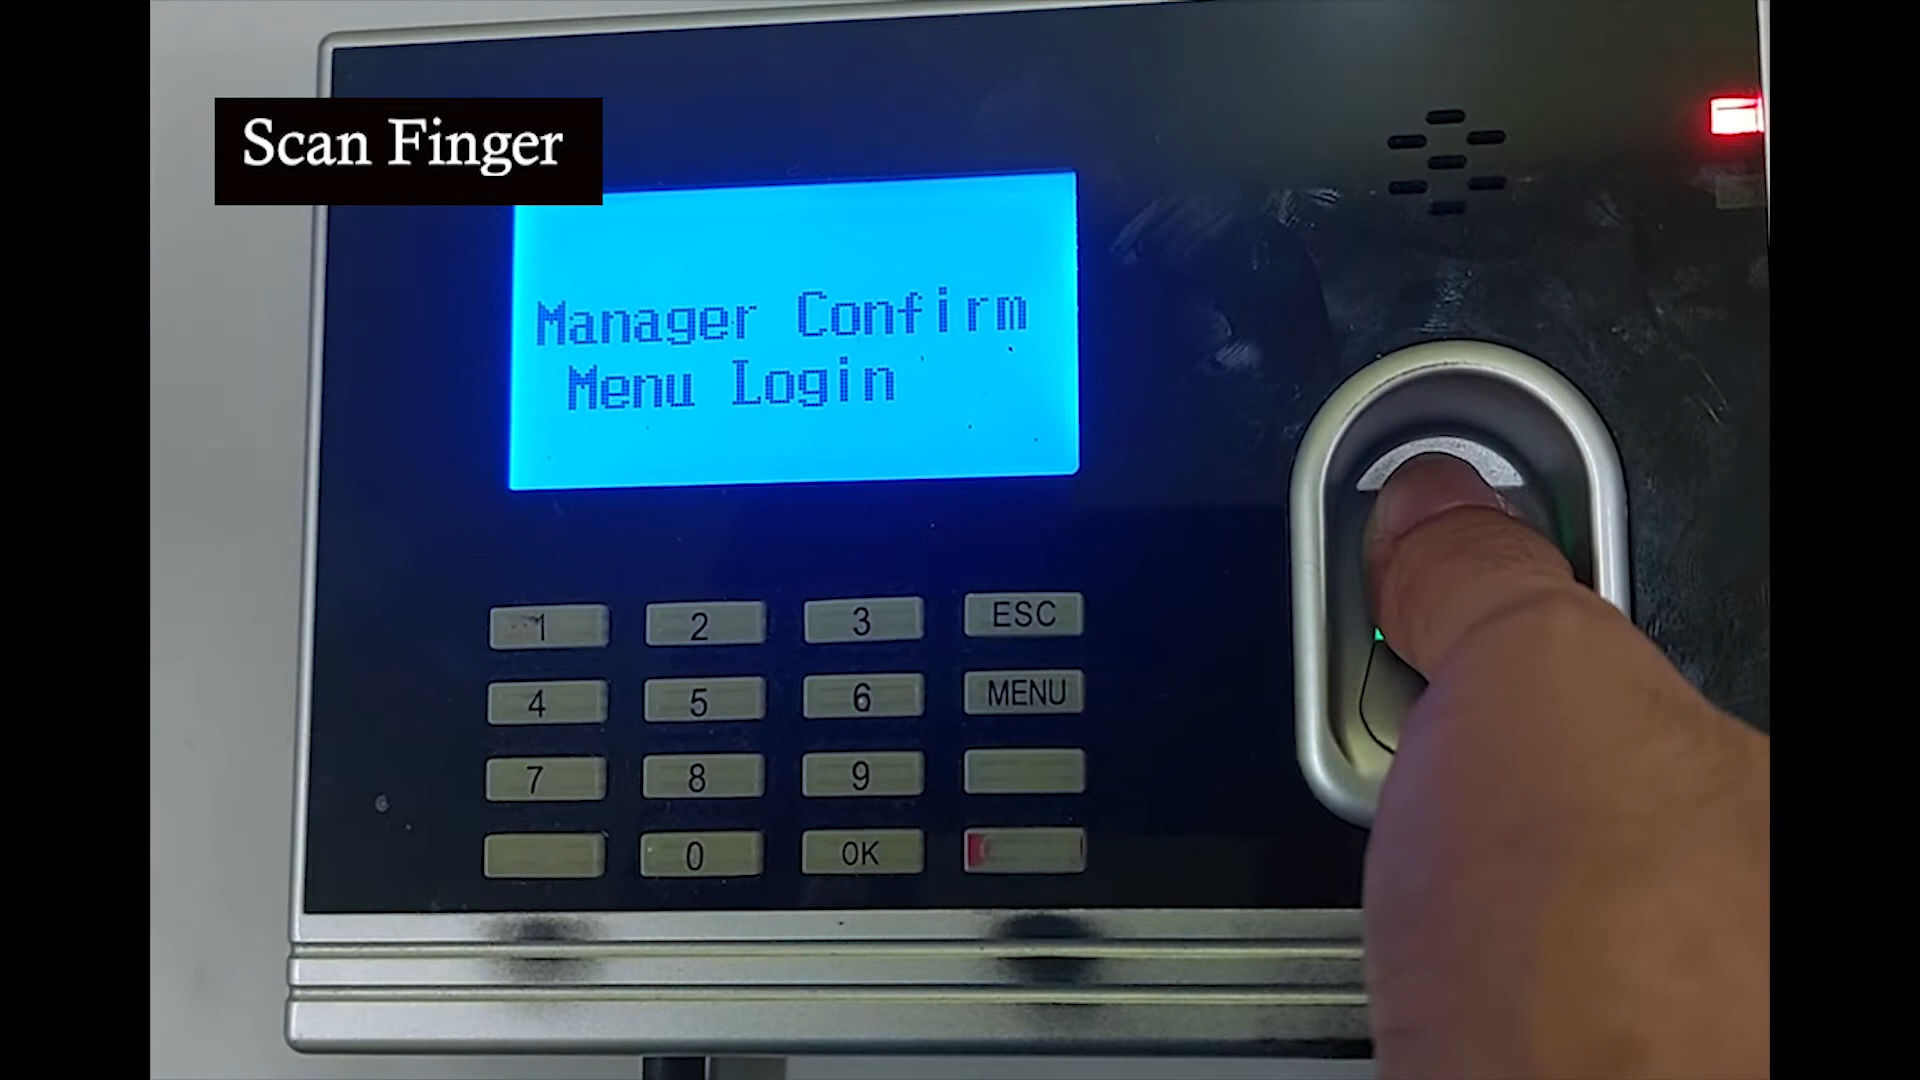 Scan Finger
Manager Confirm
Menu Login
1 2 3 ESC
4 5 6 MENU
7 8 9
0 OK